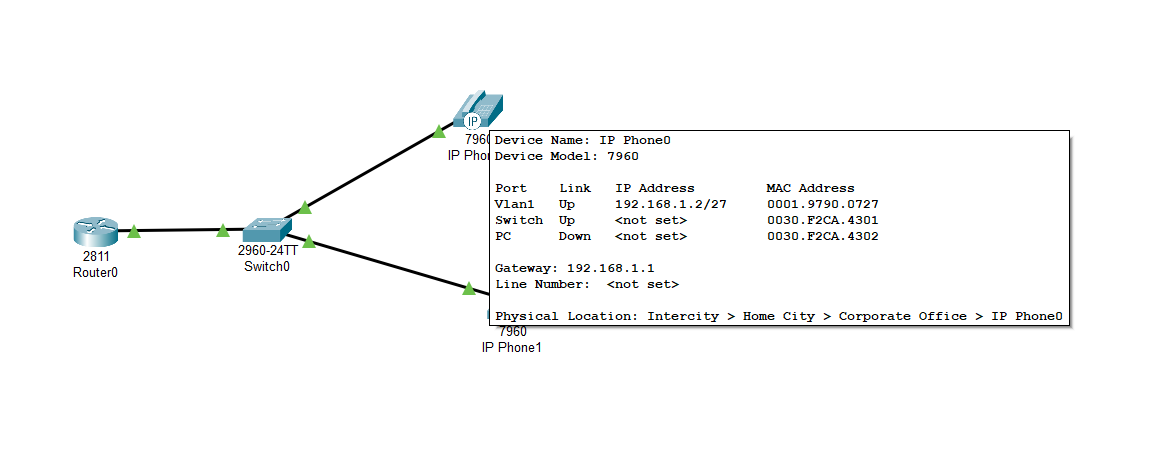 IP
7960
IP Phon
Device Name: IP Phone0
Device Model: 7960
Port Link IP Address MAC Address
Vlan1 Up 192.168.1.2/27 0001.9790.0727
Switch Up <not set> 0030.F2CA.4301
PC Down <not set> 0030.F2CA.4302
Gateway: 192.168.1.1
Line Number: <not set>
Physical Location: Intercity > Home City > Corporate Office > IP Phone0
2811
Router0
2960-24TT
Switch0
7960
IP Phone1